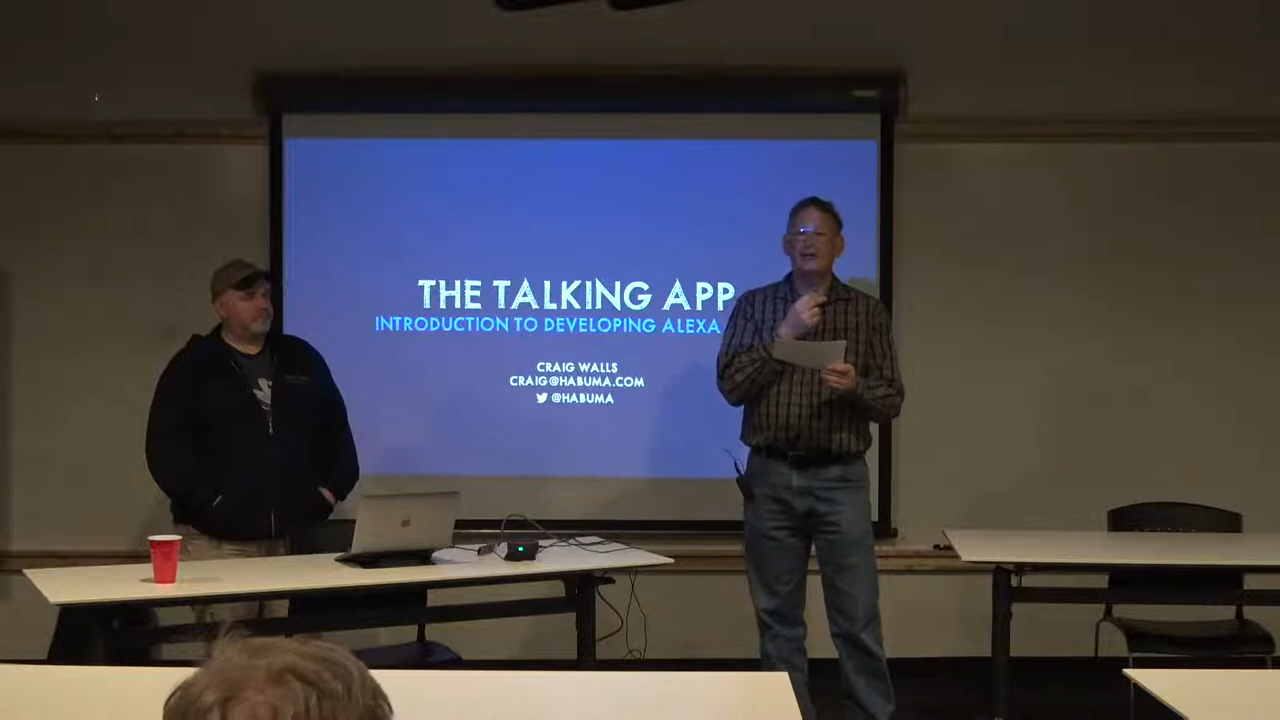 THE TALKING APP
INTRODUCTION TO DEVELOPING ALEXA
CRAIG WALLS
CRAIG@HABUMA.COM
@HABUMA